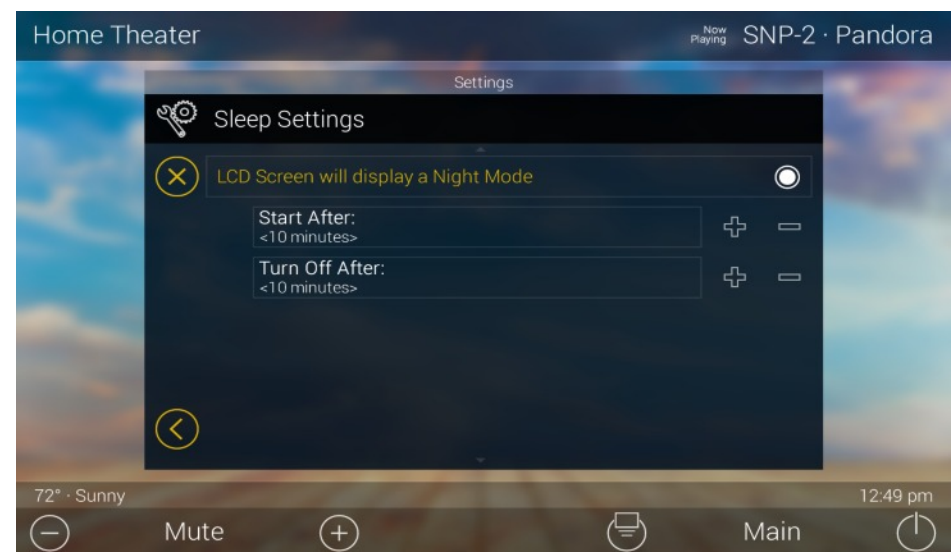 Home Theater
Now Playing SNP-2 · Pandora
Settings
Sleep Settings
LCD Screen will display a Night Mode
Start After:
<10 minutes>
Turn Off After:
<10 minutes>
72° · Sunny
12:49 pm
Mute
Main